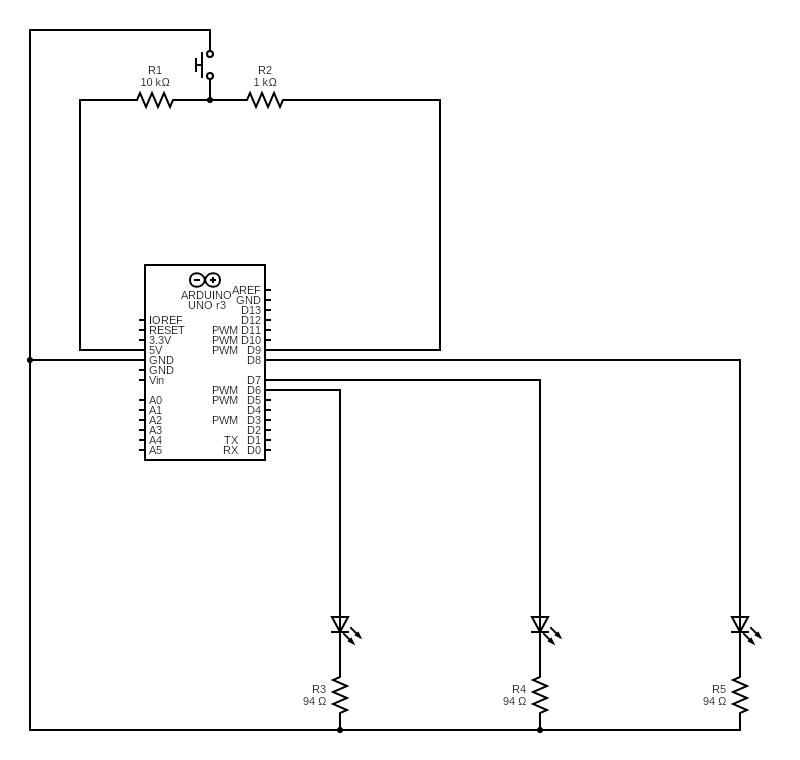 R1
10 kΩ
R2
1 kΩ
ARDUINO
UNO r3
AREF
GND
D13
IOREF D12
RESET PWM D11
3.3V PWM D10
5V PWM D9
GND D8
GND
Vin D7
PWM D6
A0 PWM D5
A1 D4
A2 PWM D3
A3 D2
A4 TX D1
A5 RX D0
R3
94 Ω
R4
94 Ω
R5
94 Ω